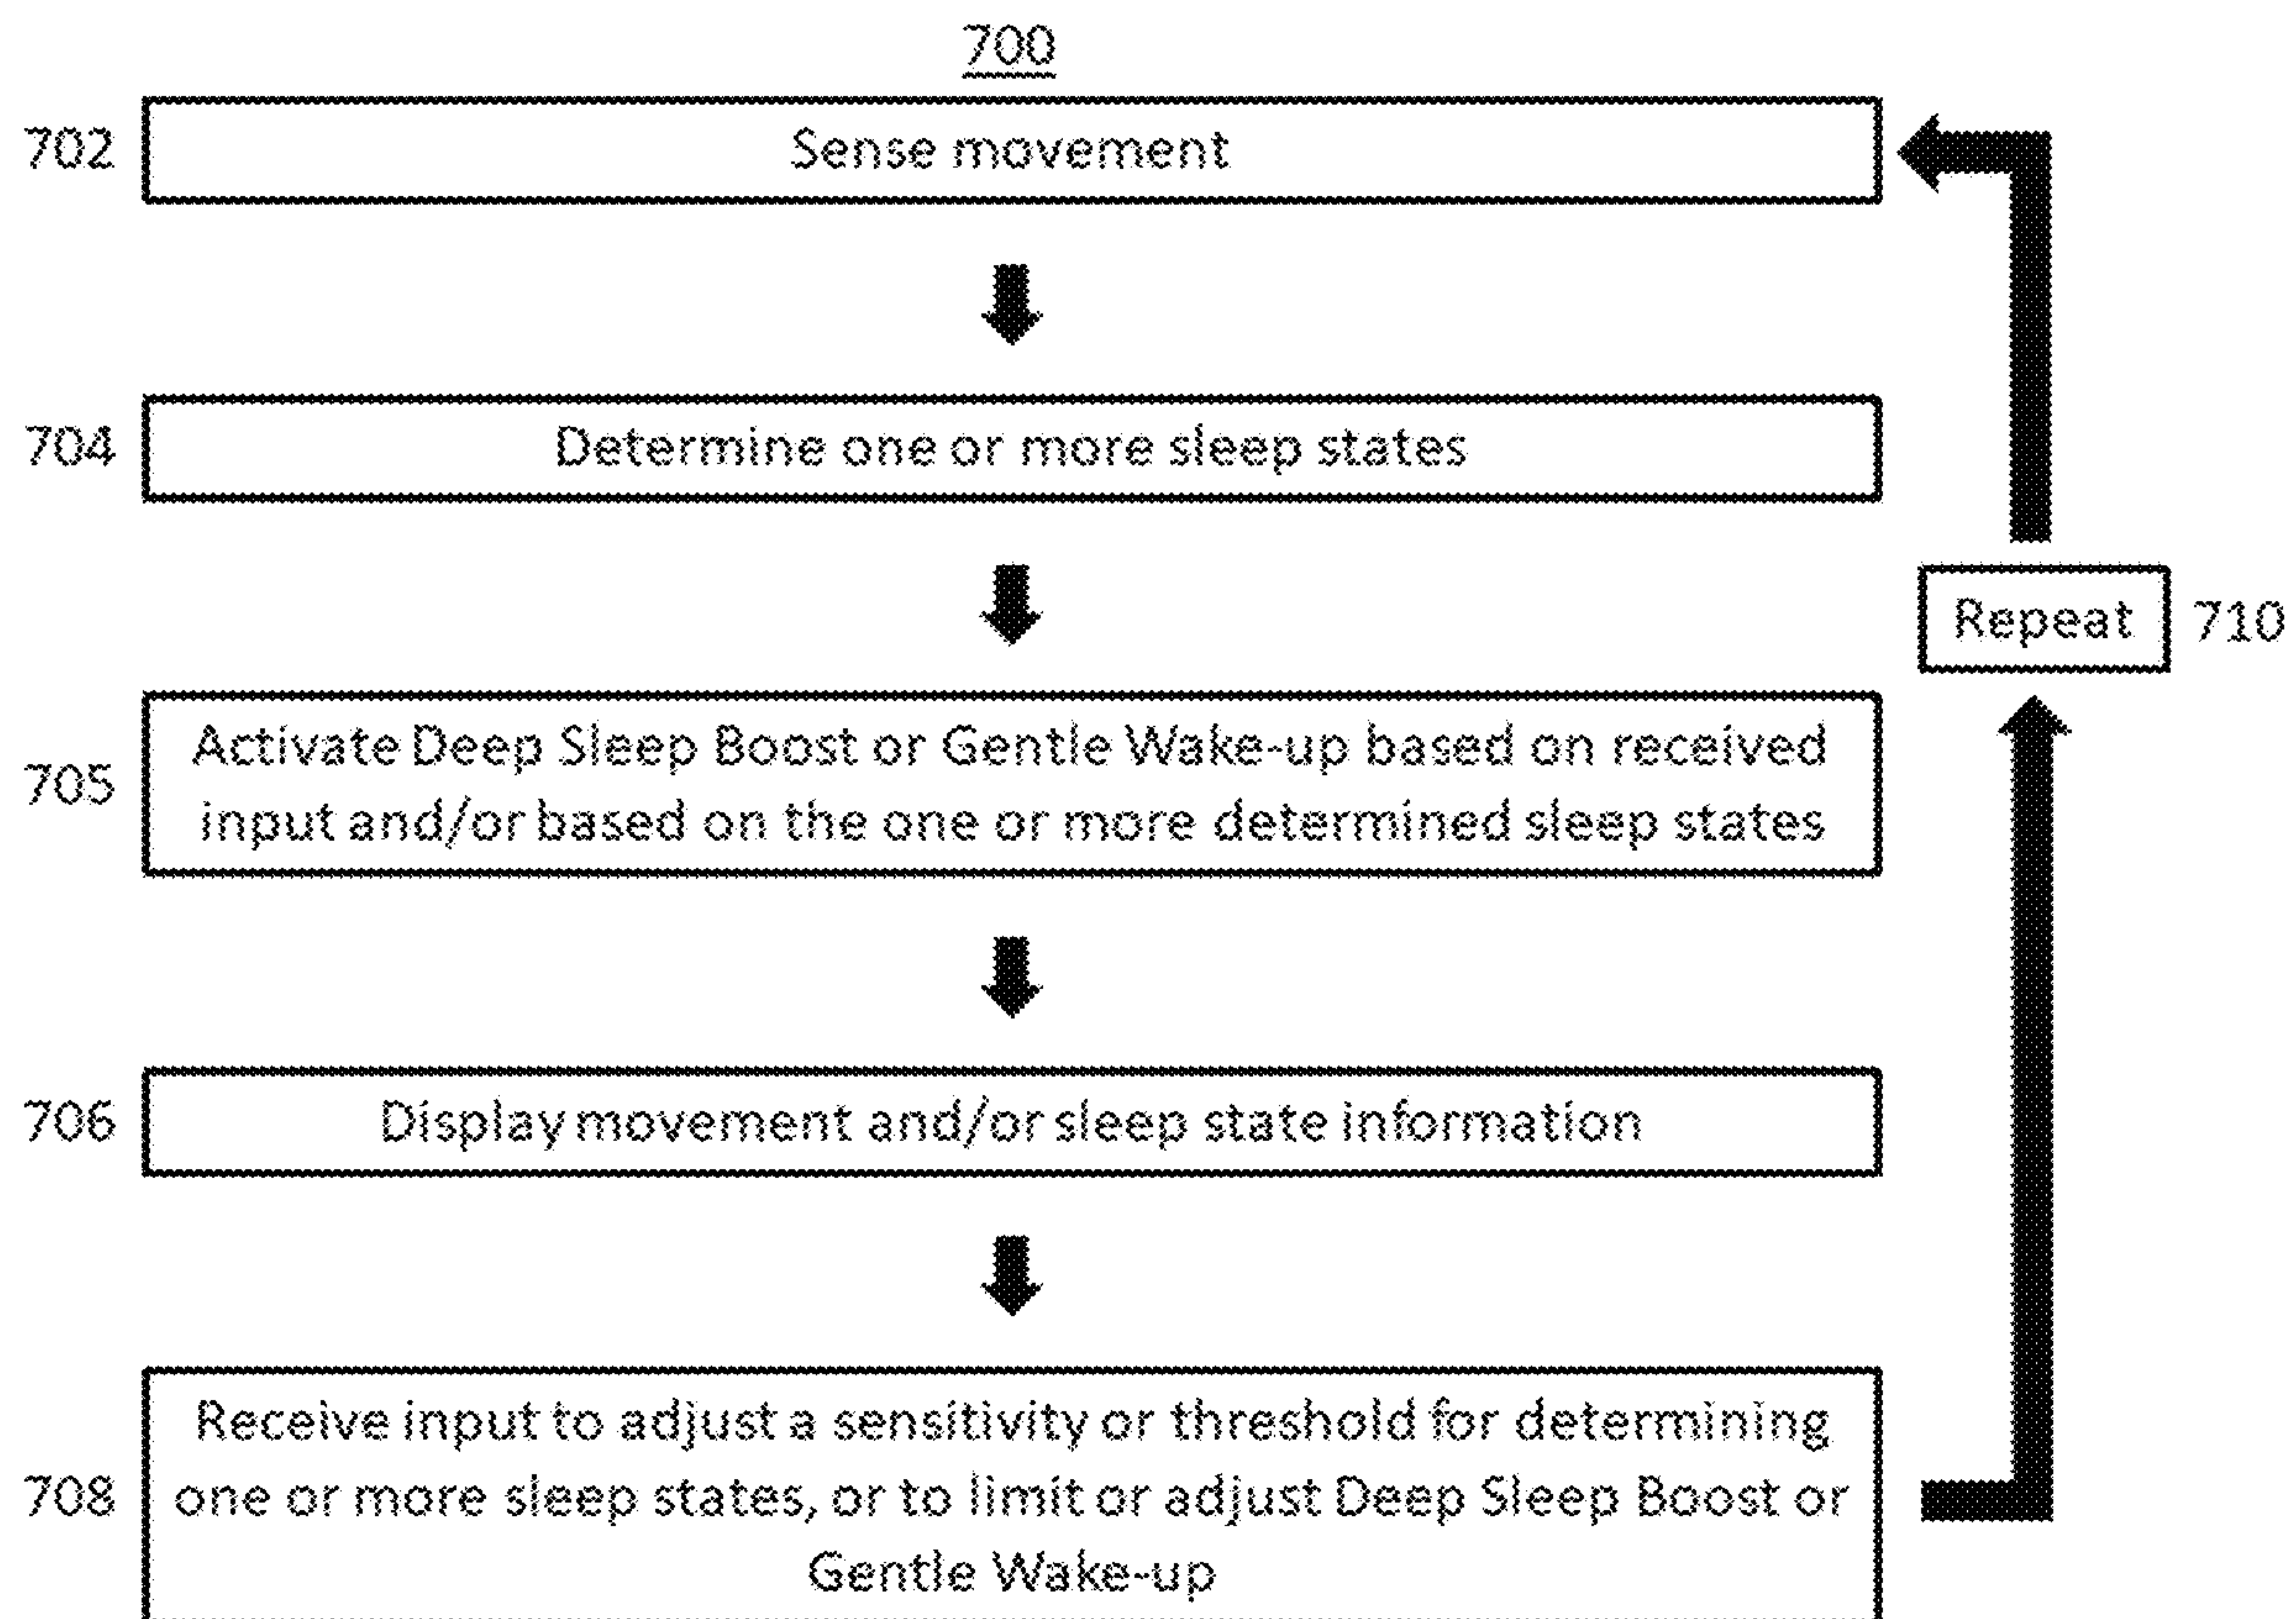 700
702
Sense movement
704
Determine one or more sleep states
Repeat
710
705
Activate Deep Sleep Boost or Gentle Wake-up based on received
input and/or based on the one or more determined sleep states
706
Display movement and/or sleep state information
708
Receive input to adjust a sensitivity or threshold for determining
one or more sleep states, or to limit or adjust Deep Sleep Boost or
Gentle Wake-up